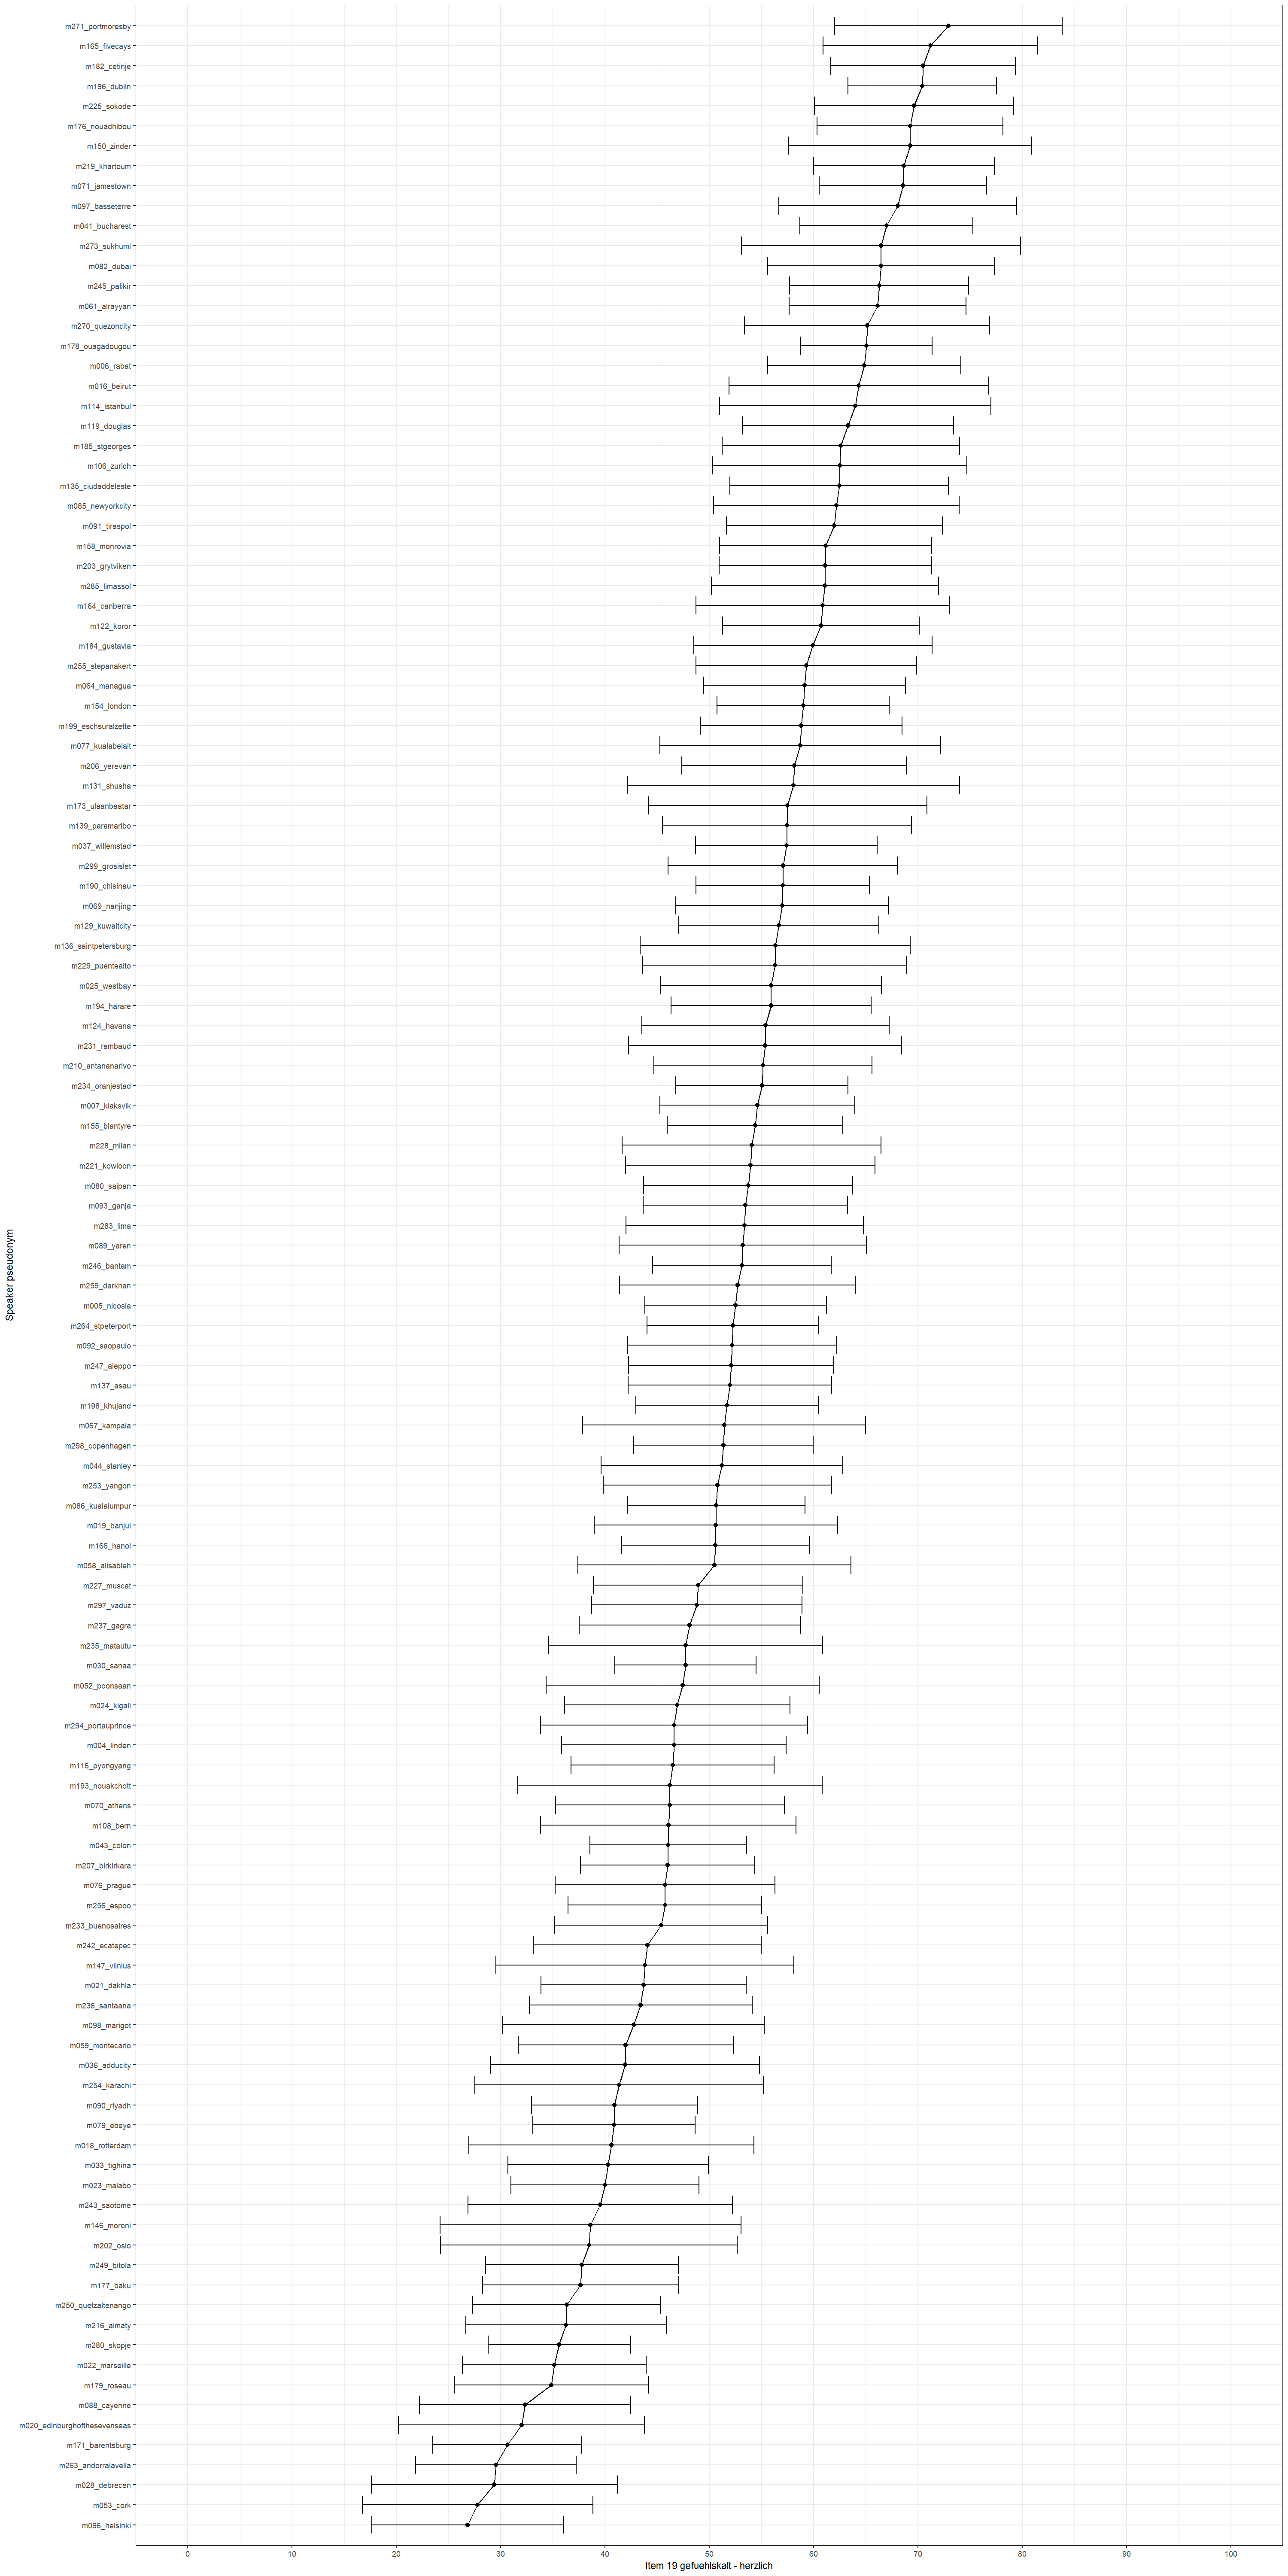 m271_portmoresby
m165_fivecays
m182_cetinje
m196_dublin
m225_sokode
m176_nouadhibou
m150_zinder
m219_khartoum
m071_jamestown
m097_basseterre
m041_bucharest
m273_sukhumi
m082_dubai
m245_palikir
m061_alrayyan
m270_quezoncity
m178_ouagadougou
m006_rabat
m016_beirut
m114_istanbul
m119_douglas
m185_stgeorges
m106_zurich
m135_ciudaddeleste
m085_newyorkcity
m091_tiraspol
m158_monrovia
m203_grytviken
m285_limassol
m164_canberra
m122_koror
m184_gustavia
m255_stepanakert
m064_managua
m154_london
m199_eschsuralzette
m077_kualabelait
m206_yerevan
m131_shusha
m173_ulaanbaatar
m139_paramaribo
m037_willemstad
m299_grosislet
m190_chisinau
m069_nanjing
m129_kuwaitcity
m136_saintpetersburg
m229_puentealto
m025_westbay
m194_harare
m124_havana
m231_rambaud
m210_antananarivo
m234_oranjestad
m007_klaksvik
m155_blantyre
m228_milan
m221_kowloon
m080_saipan
m093_ganja
m283_lima
m089_yaren
m246_bantam
m259_darkhan
m005_nicosia
m264_stpeterport
m092_saopaulo
m247_aleppo
m137_asau
m198_khujand
m067_kampala
m298_copenhagen
m044_stanley
m253_yangon
m086_kualalumpur
m019_banjul
m166_hanoi
m058_alisabieh
m227_muscat
m297_vaduz
m237_gagra
m235_matautu
m030_sanaa
m052_poonsaan
m024_kigali
m294_portauprince
m004_linden
m116_pyongyang
m193_nouakchott
m070_athens
m108_bern
m043_colon
m207_birkirkara
m076_prague
m256_espoo
m233_buenosaires
m242_ecatepec
m147_vilnius
m021_dakhla
m236_santaana
m098_marigot
m059_montecarlo
m036_adducity
m254_karachi
m090_riyadh
m079_ebeye
m018_rotterdam
m033_tighina
m023_malabo
m243_saotome
m146_moroni
m202_oslo
m249_bitola
m177_baku
m250_quetzaltenango
m216_almaty
m280_skopje
m022_marseille
m179_roseau
m088_cayenne
m020_edinburghofthesevenseas
m171_barentsburg
m263_andorralavella
m028_debrecen
m053_cork
m096_helsinki
Speaker pseudonym
0 10 20 30 40 50 60 70 80 90 100
Item 19 gefuehlskalt - herzlich